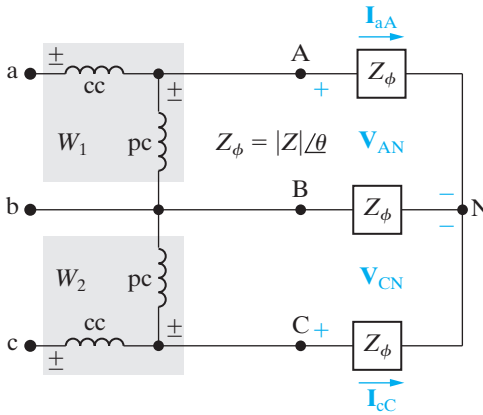 I_aA
a ± cc ± A + Z_ϕ
W_1 pc Z_ϕ = |Z|/θ V_AN
b B Z_ϕ − N
−
W_2 pc V_CN
c ± cc ± C + Z_ϕ
I_cC